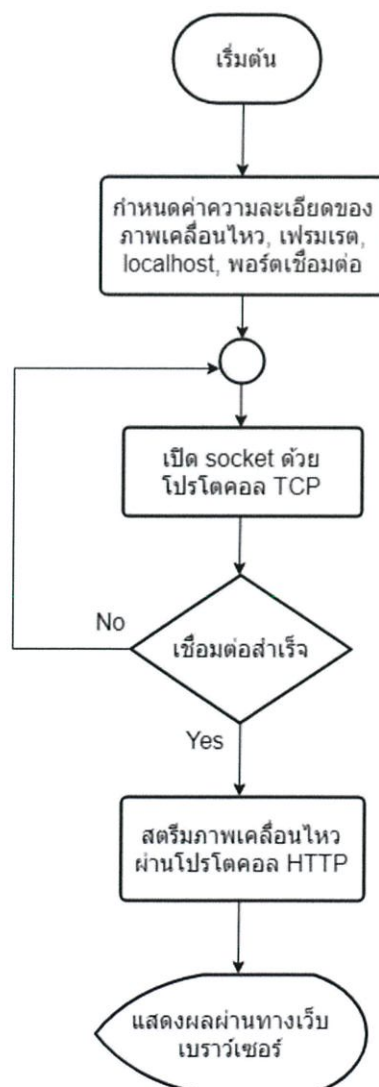 เริ่มต้น
กำหนดค่าความละเอียดของ
ภาพเคลื่อนไหว, เฟรมเรต,
localhost, พอร์ตเชื่อมต่อ
เปิด socket ด้วย
โปรโตคอล TCP
No
เชื่อมต่อสำเร็จ
Yes
สตรีมภาพเคลื่อนไหว
ผ่านโปรโตคอล HTTP
แสดงผลผ่านทางเว็บ
เบราว์เซอร์